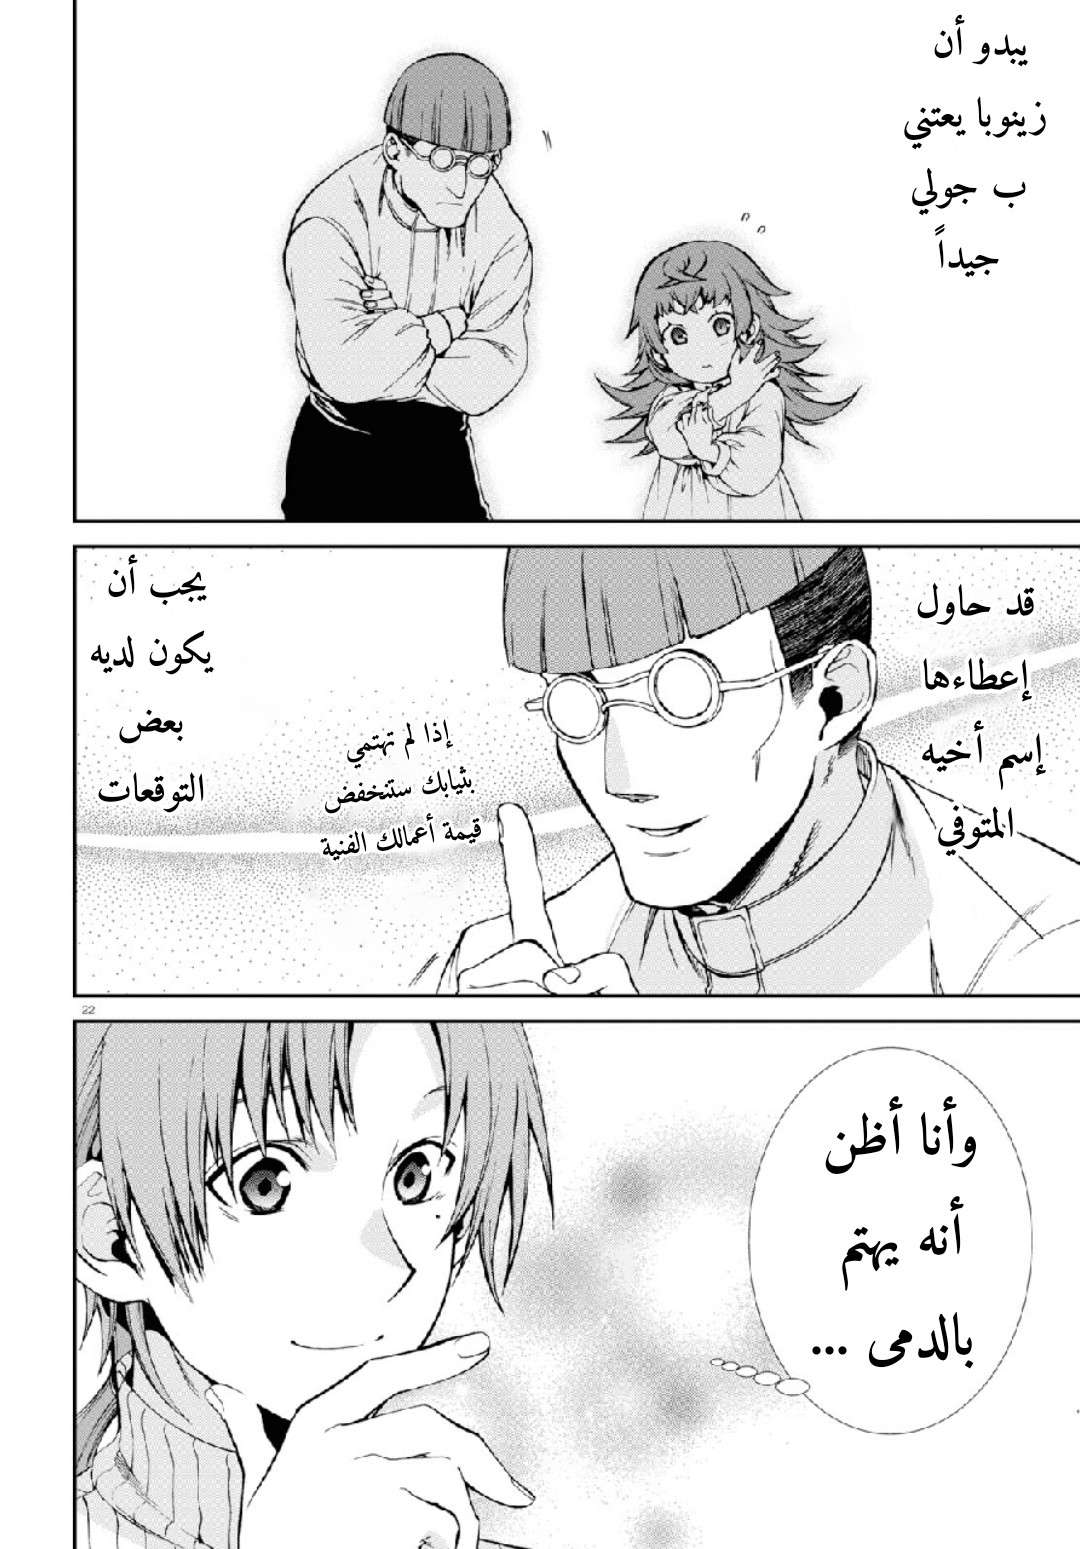 يبدو أن
زينوبا يعتني
ب جولي
جيداً
قد حاول
إعطاءها
إسم أخيه
المتوفي
إذا لم تهتمي
بثيابك ستنخفض
قيمة أعمالك الفنية
يجب أن
يكون لديه
بعض
التوقعات
22
وأنا أظن
أنه يهتم
بالدمى ...